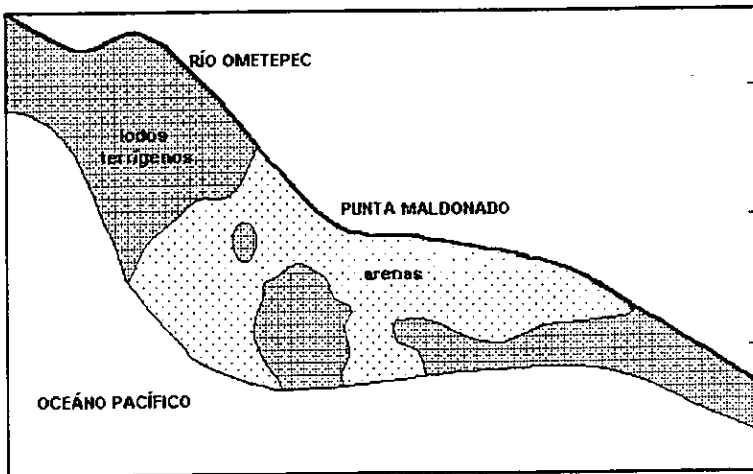 RÍO OMETEPEC
lodos
terrígenos
PUNTA MALDONADO
arenas
OCEÁNO PACÍFICO